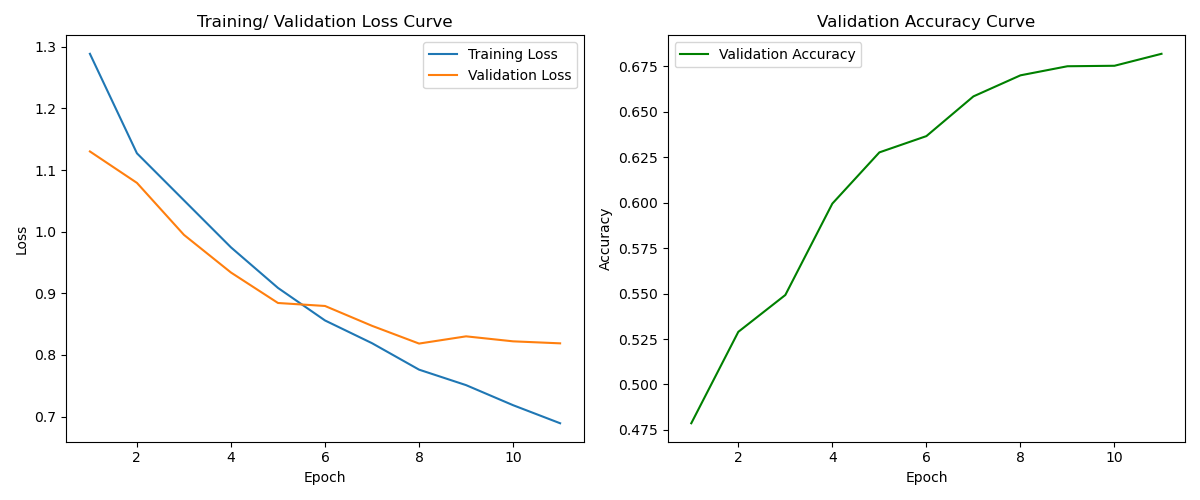 Training/ Validation Loss Curve
1.3
1.2
1.1
1.0
0.9
0.8
0.7
Loss
2 4 6 8 10
Epoch
Training Loss
Validation Loss
Validation Accuracy Curve
0.675
0.650
0.625
0.600
0.575
0.550
0.525
0.500
0.475
Accuracy
2 4 6 8 10
Epoch
Validation Accuracy